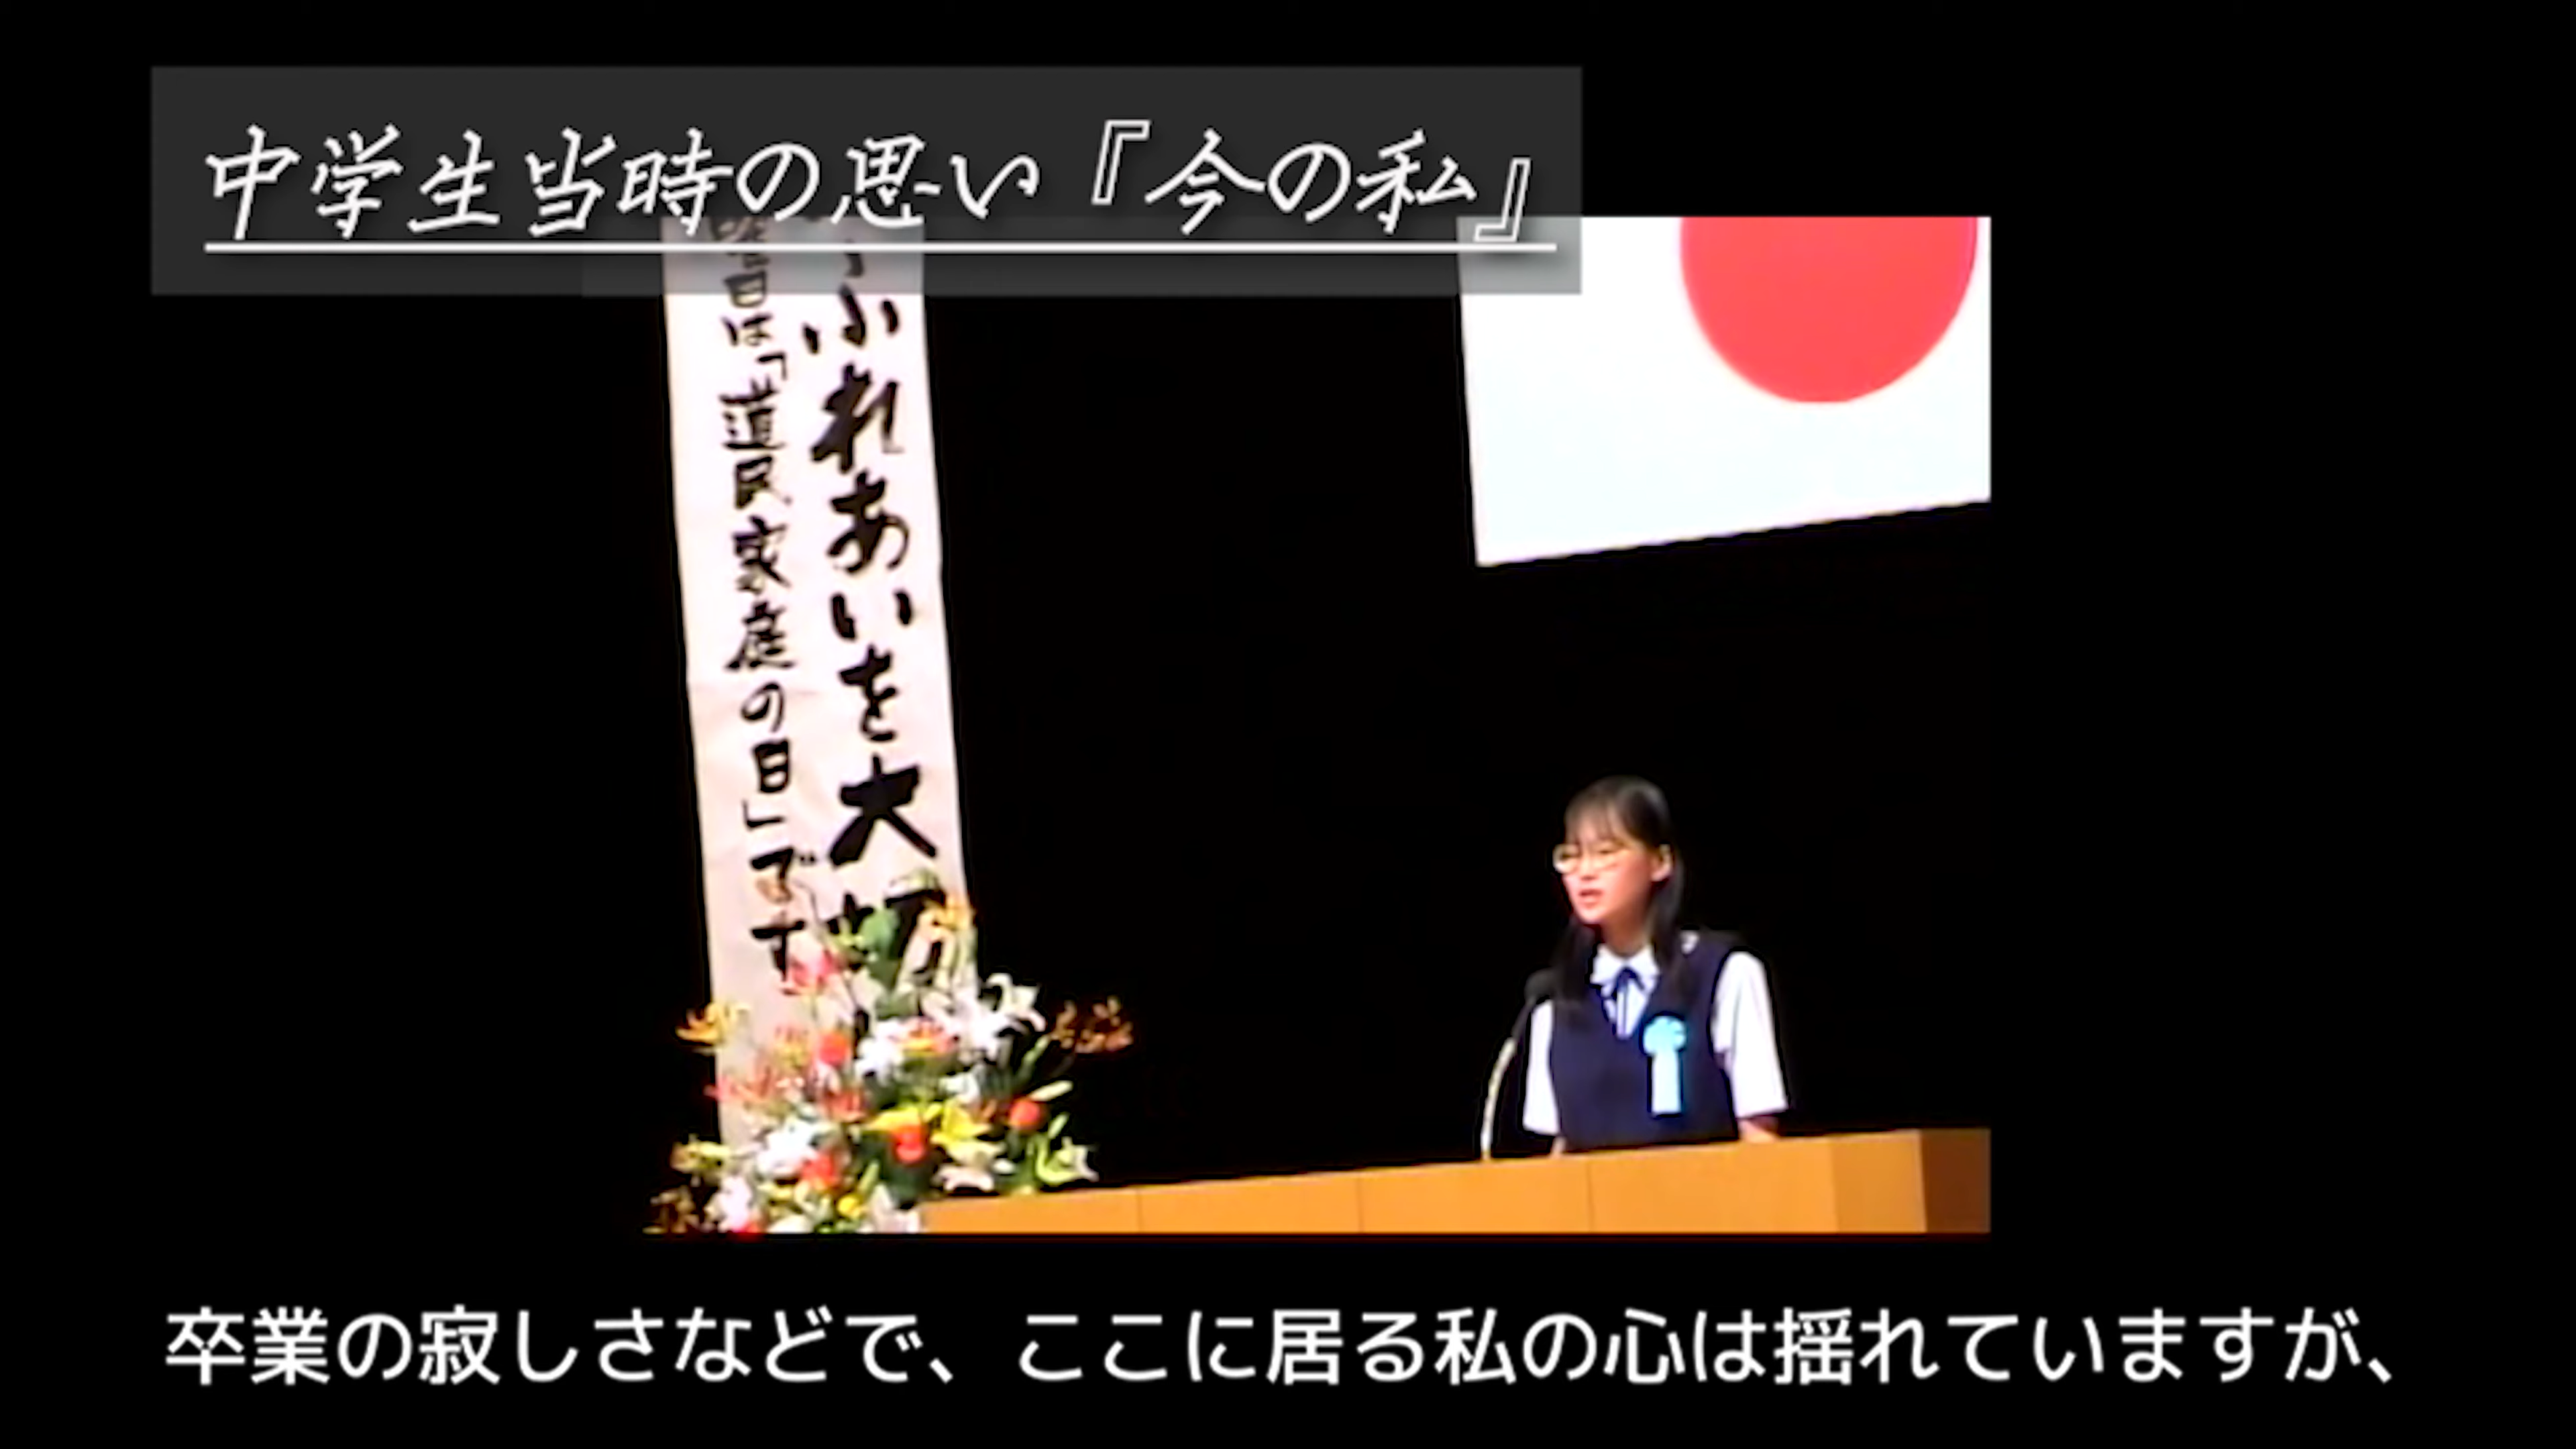 中学生当時の思い『今の私』
ふれあいを大切
日は「道民家庭の日」です
卒業の寂しさなどで、ここに居る私の心は揺れていますが、